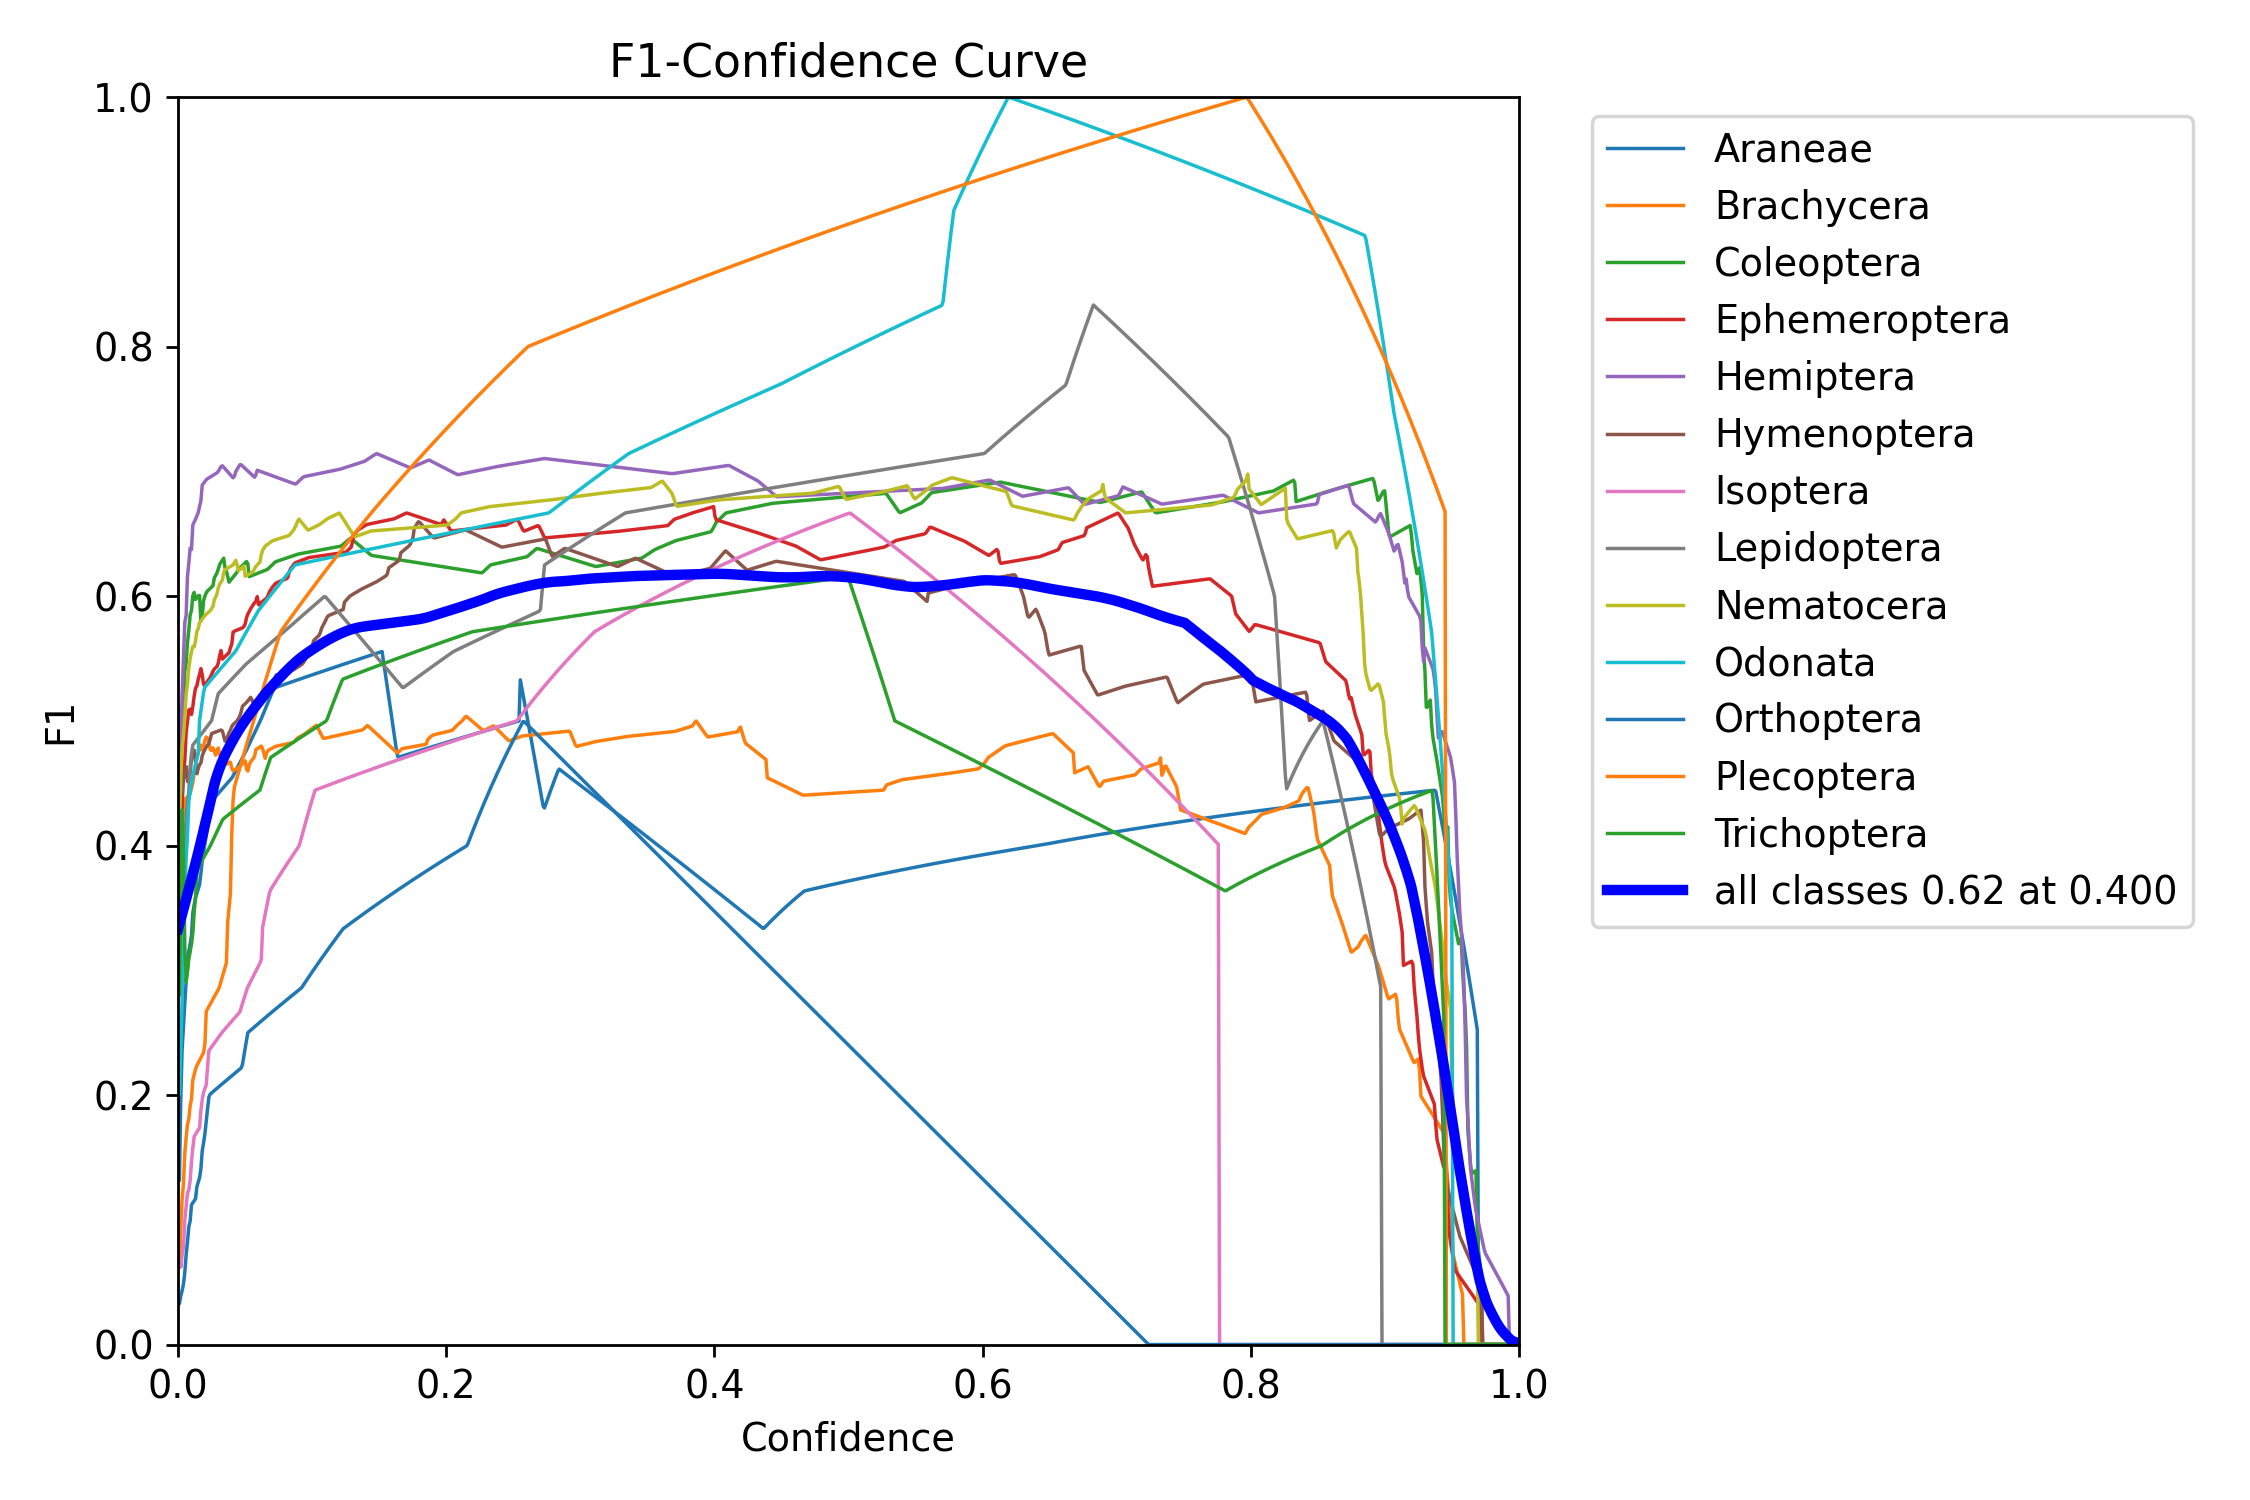 F1-Confidence Curve
1.0
0.8
0.6
0.4
0.2
0.0
F1
0.0 0.2 0.4 0.6 0.8 1.0
Confidence
Araneae
Brachycera
Coleoptera
Ephemeroptera
Hemiptera
Hymenoptera
Isoptera
Lepidoptera
Nematocera
Odonata
Orthoptera
Plecoptera
Trichoptera
all classes 0.62 at 0.400